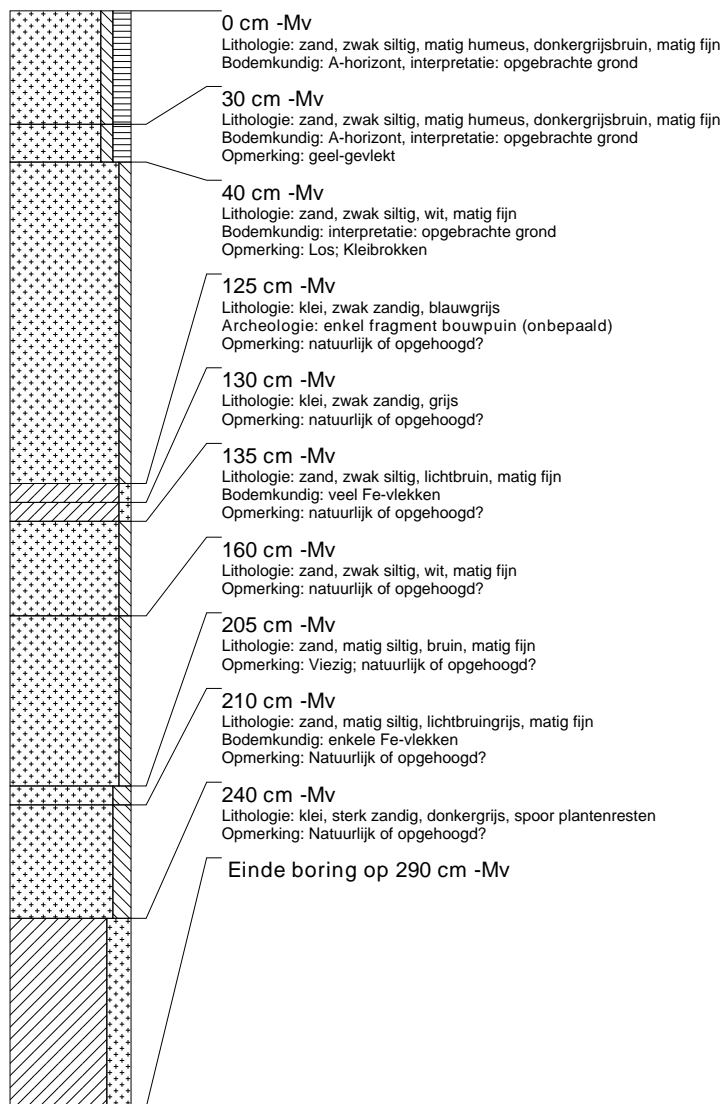 0 cm -Mv
Lithologie: zand, zwak siltig, matig humeus, donkergrijsbruin, matig fijn
Bodemkundig: A-horizont, interpretatie: opgebrachte grond
30 cm -Mv
Lithologie: zand, zwak siltig, matig humeus, donkergrijsbruin, matig fijn
Bodemkundig: A-horizont, interpretatie: opgebrachte grond
Opmerking: geel-gevlekt
40 cm -Mv
Lithologie: zand, zwak siltig, wit, matig fijn
Bodemkundig: interpretatie: opgebrachte grond
Opmerking: Los; Kleibrokken
125 cm -Mv
Lithologie: klei, zwak zandig, blauwgrijs
Archeologie: enkel fragment bouwpuin (onbepaald)
Opmerking: natuurlijk of opgehoogd?
130 cm -Mv
Lithologie: klei, zwak zandig, grijs
Opmerking: natuurlijk of opgehoogd?
135 cm -Mv
Lithologie: zand, zwak siltig, lichtbruin, matig fijn
Bodemkundig: veel Fe-vlekken
Opmerking: natuurlijk of opgehoogd?
160 cm -Mv
Lithologie: zand, zwak siltig, wit, matig fijn
Opmerking: natuurlijk of opgehoogd?
205 cm -Mv
Lithologie: zand, matig siltig, bruin, matig fijn
Opmerking: Viezig; natuurlijk of opgehoogd?
210 cm -Mv
Lithologie: zand, matig siltig, lichtbruingrijs, matig fijn
Bodemkundig: enkele Fe-vlekken
Opmerking: Natuurlijk of opgehoogd?
240 cm -Mv
Lithologie: klei, sterk zandig, donkergrijs, spoor plantenresten
Opmerking: Natuurlijk of opgehoogd?
Einde boring op 290 cm -Mv